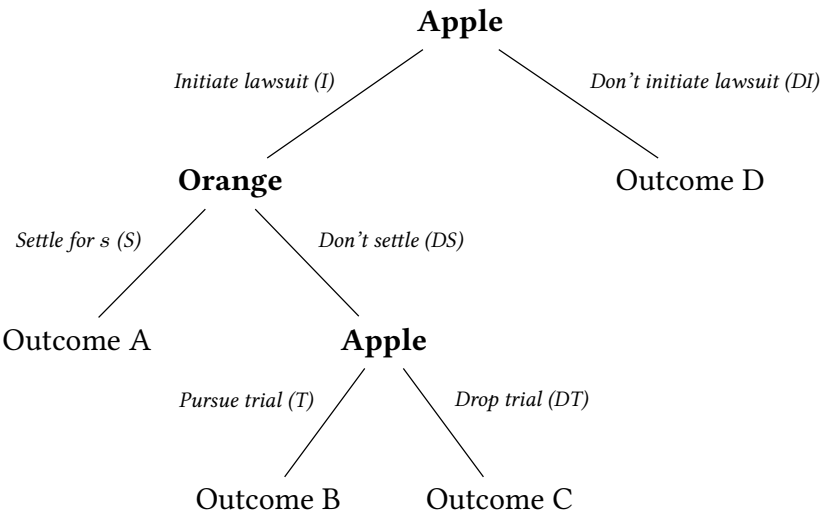 Apple
Initiate lawsuit (I)
Don't initiate lawsuit (DI)
Orange
Outcome D
Settle for s (S)
Don't settle (DS)
Outcome A
Apple
Pursue trial (T)
Drop trial (DT)
Outcome B
Outcome C